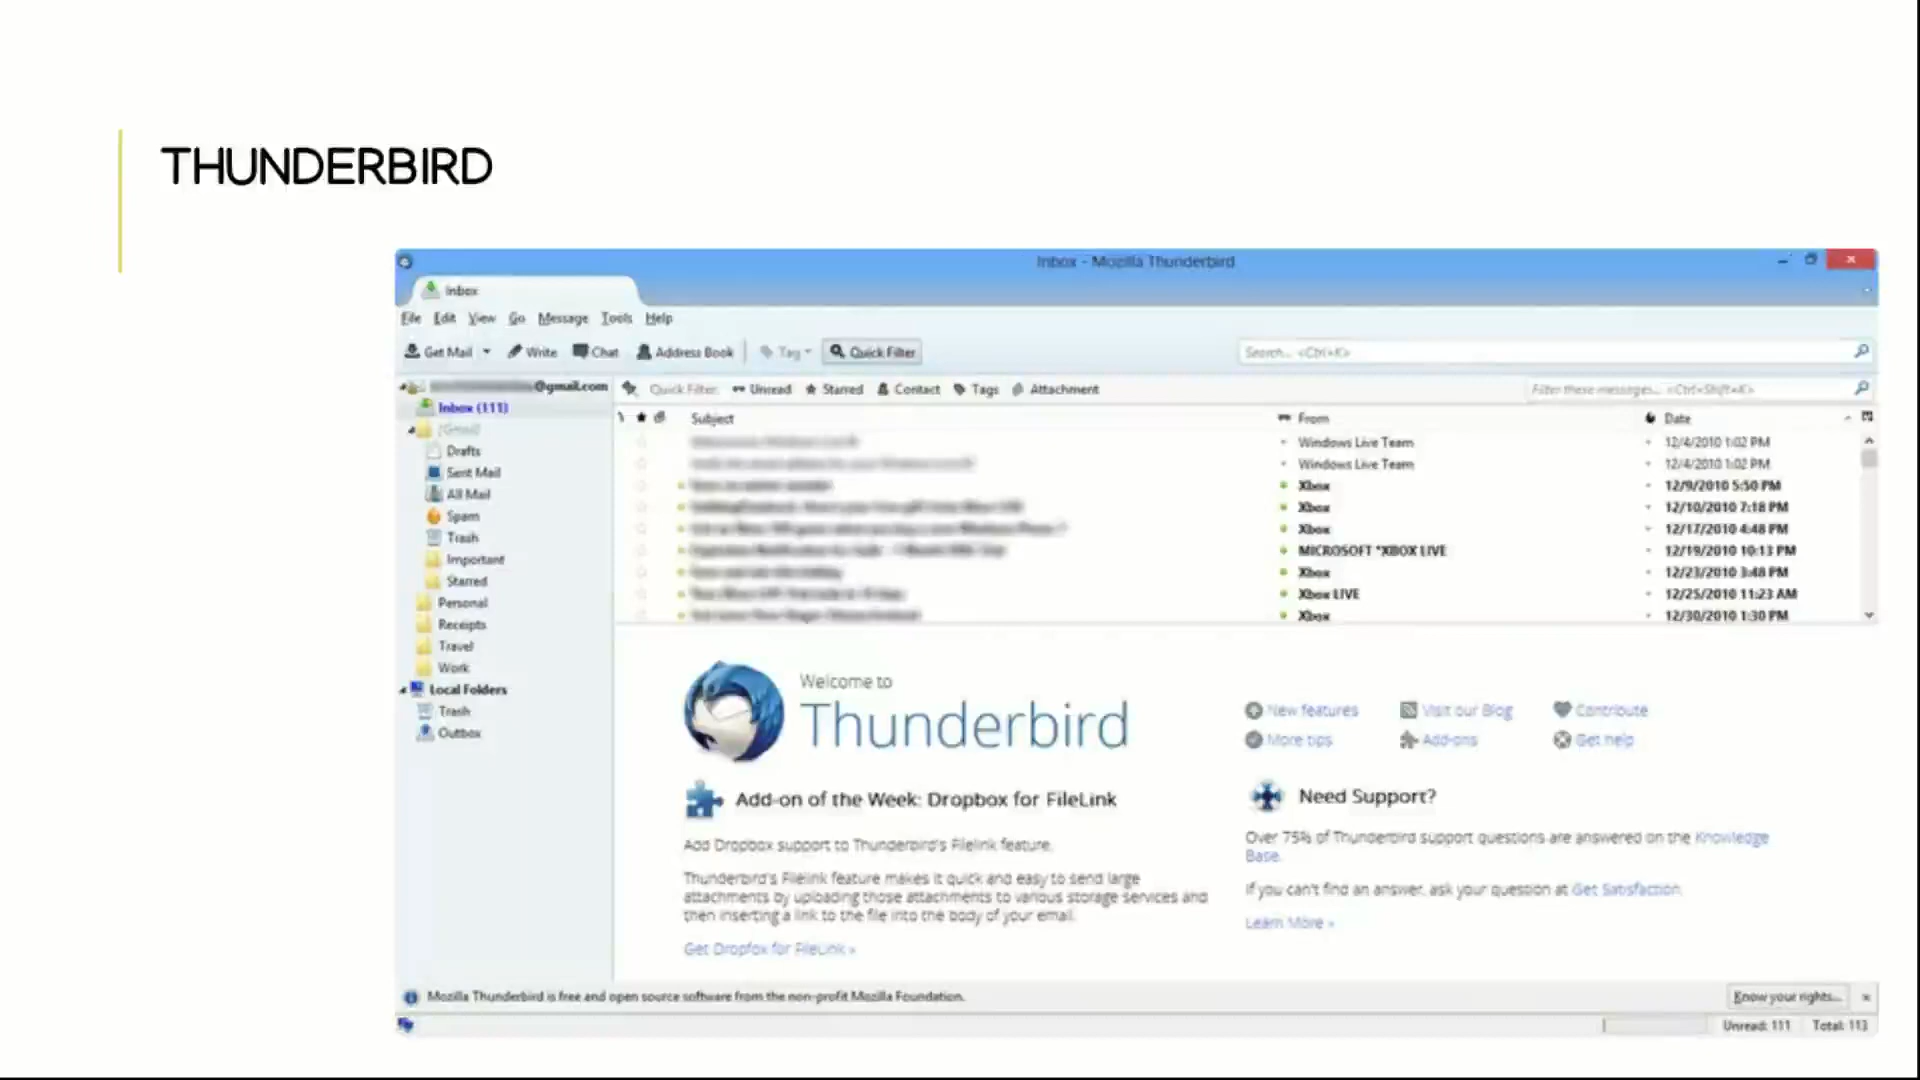 THUNDERBIRD
Inbox - Mozilla Thunderbird
Inbox
File Edit View Go Message Tools Help
Get Mail Write Chat Address Book Tag Quick Filter Search... <Ctrl+K>
@gmail.com Quick Filter: Unread Starred Contact Tags Attachment Filter these messages... <Ctrl+Shift+K>
Inbox (111)
[Gmail]
Drafts
Sent Mail
All Mail
Spam
Trash
Important
Starred
Personal
Receipts
Travel
Work
Local Folders
Trash
Outbox
Subject From Date
Windows Live Team 12/4/2010 1:02 PM
Windows Live Team 12/4/2010 1:02 PM
Xbox 12/9/2010 5:50 PM
Xbox 12/10/2010 7:18 PM
Xbox 12/17/2010 4:48 PM
MICROSOFT *XBOX LIVE 12/19/2010 10:13 PM
Xbox 12/23/2010 3:48 PM
Xbox LIVE 12/25/2010 11:23 AM
Xbox 12/30/2010 1:30 PM
Welcome to
Thunderbird
New features Visit our Blog Contribute
More tips Add-ons Get help
Add-on of the Week: Dropbox for FileLink
Add Dropbox support to Thunderbird's Filelink feature.
Thunderbird's Filelink feature makes it quick and easy to send large
attachments by uploading those attachments to various storage services and
then inserting a link to the file into the body of your email.
Get Dropfox for FileLink »
Need Support?
Over 75% of Thunderbird support questions are answered on the Knowledge
Base.
If you can't find an answer, ask your question at Get Satisfaction.
Learn More »
Mozilla Thunderbird is free and open source software from the non-profit Mozilla Foundation. Know your rights...
Unread: 111 Total: 113